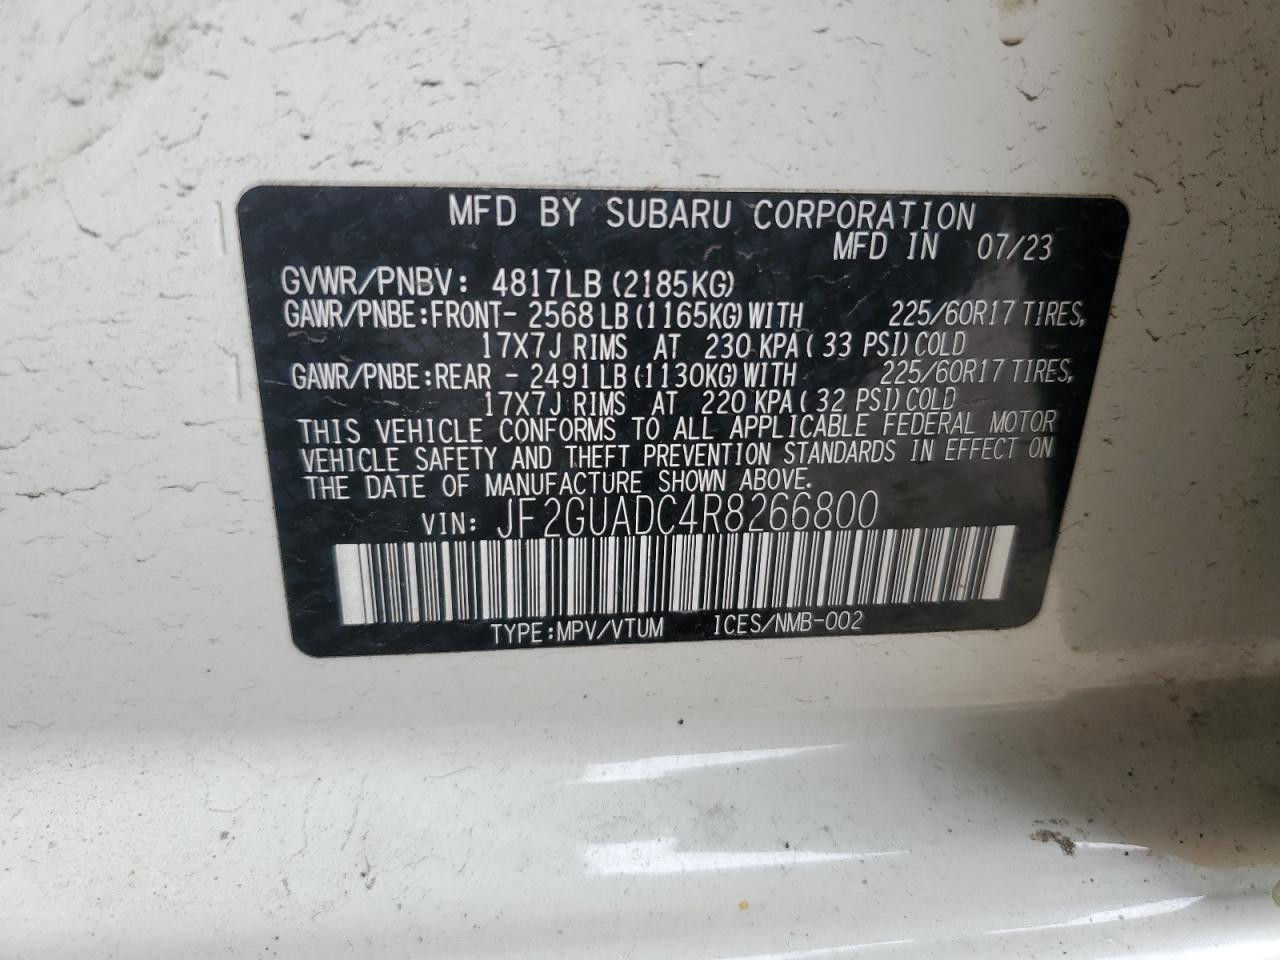 MFD BY SUBARU CORPORATION
MFD IN 07/23
GVWR/PNBV: 4817LB (2185KG)
GAWR/PNBE:FRONT- 2568 LB (1165KG) WITH 225/60R17 TIRES,
17X7J RIMS AT 230 KPA( 33 PSI) COLD
GAWR/PNBE:REAR - 2491 LB (1130KG) WITH 225/60R17 TIRES,
17X7J RIMS AT 220 KPA( 32 PSI) COLD
THIS VEHICLE CONFORMS TO ALL APPLICABLE FEDERAL MOTOR
VEHICLE SAFETY AND THEFT PREVENTION STANDARDS IN EFFECT ON
THE DATE OF MANUFACTURE SHOWN ABOVE.
VIN: JF2GUADC4R8266800
TYPE:MPV/VTUM ICES/NMB-002